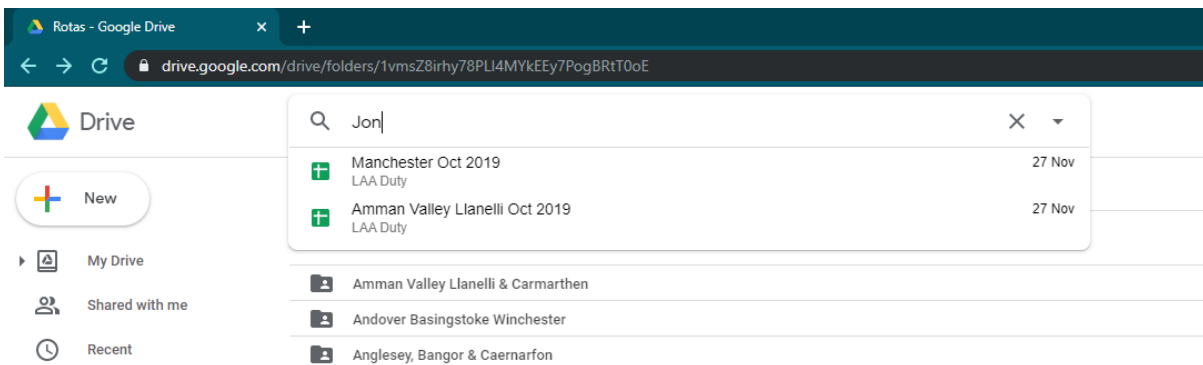 Rotas - Google Drive
drive.google.com/drive/folders/1vmsZ8irhy78PLl4MYkEEy7PogBRtT0oE
Drive
Jon
Manchester Oct 2019 27 Nov
LAA Duty
New
Amman Valley Llanelli Oct 2019 27 Nov
LAA Duty
My Drive
Amman Valley Llanelli & Carmarthen
Shared with me
Andover Basingstoke Winchester
Recent
Anglesey, Bangor & Caernarfon